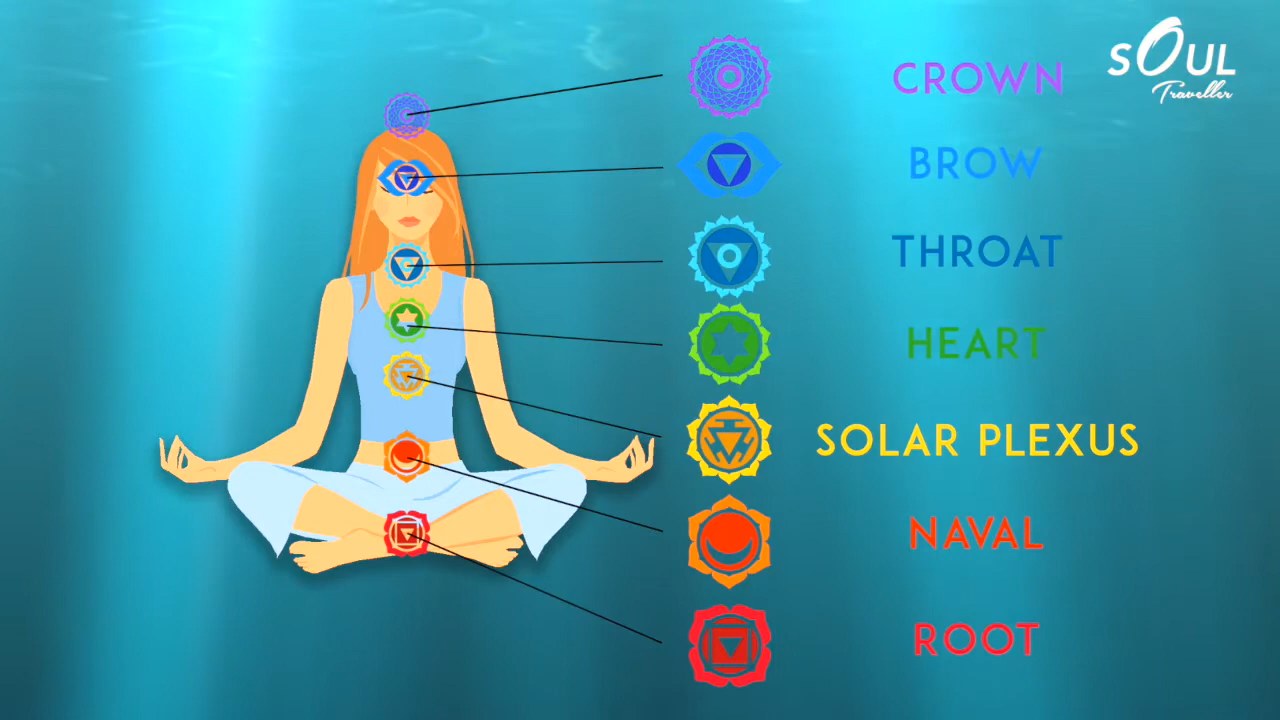 SOUL
Traveller
CROWN
BROW
THROAT
HEART
SOLAR PLEXUS
NAVAL
ROOT